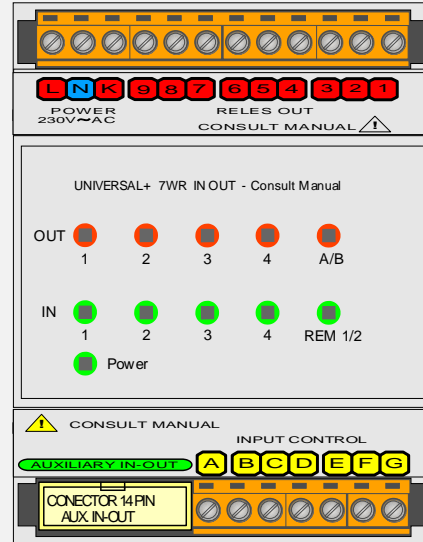 L N K 9 8 7 6 5 4 3 2 1
POWER RELES OUT
230V~AC
CONSULT MANUAL
UNIVERSAL+ 7WR IN OUT - Consult Manual
OUT
1 2 3 4 A/B
IN
1 2 3 4 REM 1/2
Power
CONSULT MANUAL
INPUT CONTROL
AUXILIARY IN-OUT A B C D E F G
CONECTOR 14 PIN
AUX. IN-OUT